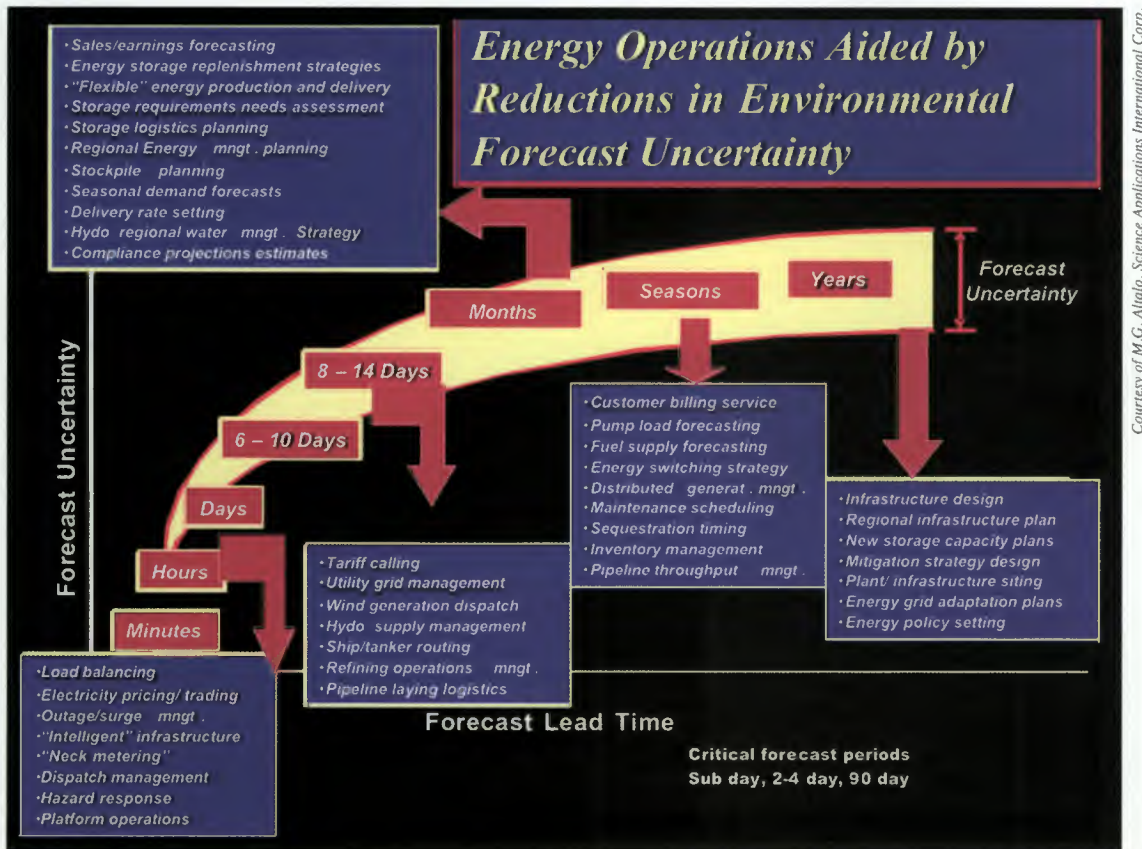 Energy Operations Aided by
Reductions in Environmental
Forecast Uncertainty
·Sales/earnings forecasting
·Energy storage replenishment strategies
·"Flexible" energy production and delivery
·Storage requirements needs assessment
·Storage logistics planning
·Regional Energy mngt . planning
·Stockpile planning
·Seasonal demand forecasts
·Delivery rate setting
·Hydo regional water mngt . Strategy
·Compliance projections estimates
Forecast
Uncertainty
Years
Seasons
Months
8 – 14 Days
6 – 10 Days
Days
Hours
Minutes
Forecast Uncertainty
·Load balancing
·Electricity pricing/ trading
·Outage/surge mngt .
·"Intelligent" infrastructure
·"Neck metering"
·Dispatch management
·Hazard response
·Platform operations
·Tariff calling
·Utility grid management
·Wind generation dispatch
·Hydo supply management
·Ship/tanker routing
·Refining operations mngt .
·Pipeline laying logistics
·Customer billing service
·Pump load forecasting
·Fuel supply forecasting
·Energy switching strategy
·Distributed generat . mngt .
·Maintenance scheduling
·Sequestration timing
·Inventory management
·Pipeline throughput mngt .
·Infrastructure design
·Regional infrastructure plan
·New storage capacity plans
·Mitigation strategy design
·Plant/ infrastructure siting
·Energy grid adaptation plans
·Energy policy setting
Forecast Lead Time
Critical forecast periods
Sub day, 2-4 day, 90 day
Courtesy of M.G. Altilo, Science Applications International Corp.